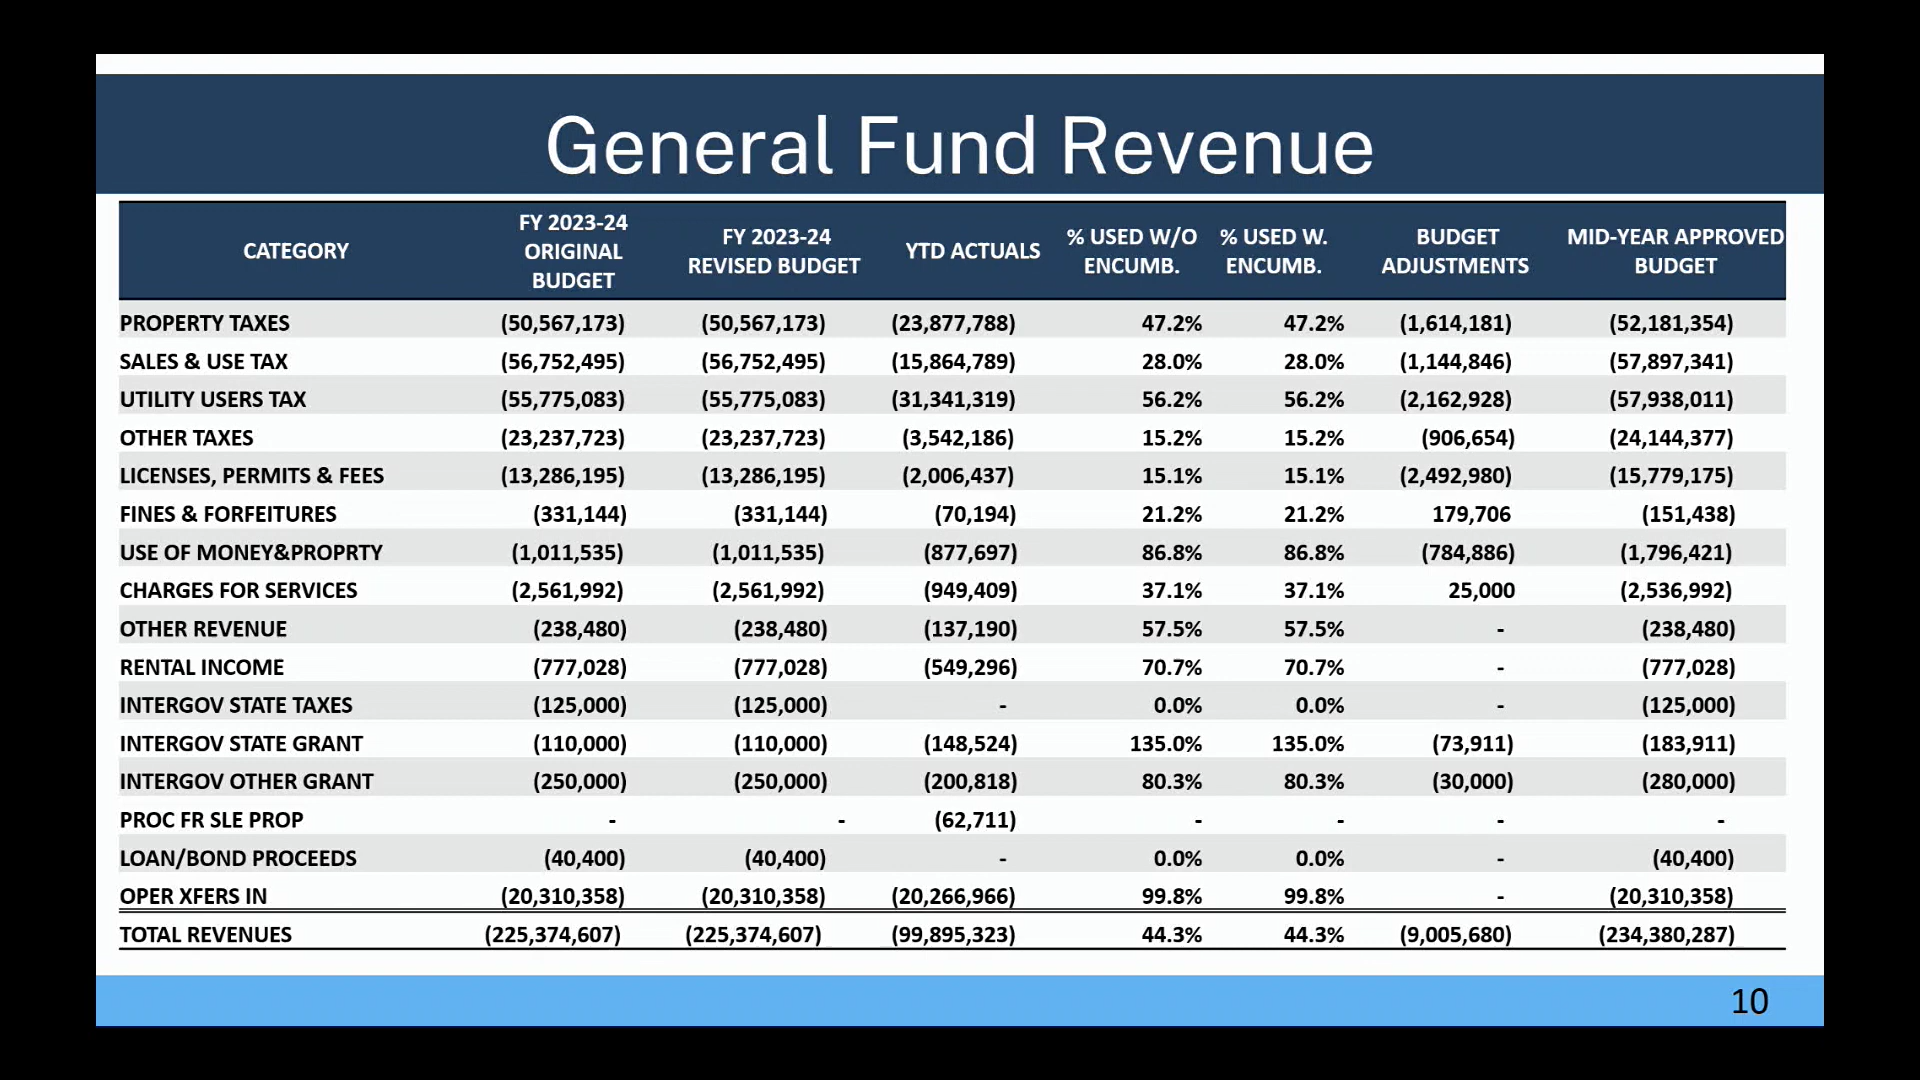 General Fund Revenue
CATEGORY FY 2023-24 ORIGINAL BUDGET FY 2023-24 REVISED BUDGET YTD ACTUALS % USED W/O ENCUMB. % USED W. ENCUMB. BUDGET ADJUSTMENTS MID-YEAR APPROVED BUDGET
PROPERTY TAXES (50,567,173) (50,567,173) (23,877,788) 47.2% 47.2% (1,614,181) (52,181,354)
SALES & USE TAX (56,752,495) (56,752,495) (15,864,789) 28.0% 28.0% (1,144,846) (57,897,341)
UTILITY USERS TAX (55,775,083) (55,775,083) (31,341,319) 56.2% 56.2% (2,162,928) (57,938,011)
OTHER TAXES (23,237,723) (23,237,723) (3,542,186) 15.2% 15.2% (906,654) (24,144,377)
LICENSES, PERMITS & FEES (13,286,195) (13,286,195) (2,006,437) 15.1% 15.1% (2,492,980) (15,779,175)
FINES & FORFEITURES (331,144) (331,144) (70,194) 21.2% 21.2% 179,706 (151,438)
USE OF MONEY&PROPRTY (1,011,535) (1,011,535) (877,697) 86.8% 86.8% (784,886) (1,796,421)
CHARGES FOR SERVICES (2,561,992) (2,561,992) (949,409) 37.1% 37.1% 25,000 (2,536,992)
OTHER REVENUE (238,480) (238,480) (137,190) 57.5% 57.5% - (238,480)
RENTAL INCOME (777,028) (777,028) (549,296) 70.7% 70.7% - (777,028)
INTERGOV STATE TAXES (125,000) (125,000) - 0.0% 0.0% - (125,000)
INTERGOV STATE GRANT (110,000) (110,000) (148,524) 135.0% 135.0% (73,911) (183,911)
INTERGOV OTHER GRANT (250,000) (250,000) (200,818) 80.3% 80.3% (30,000) (280,000)
PROC FR SLE PROP - - (62,711) - - - -
LOAN/BOND PROCEEDS (40,400) (40,400) - 0.0% 0.0% - (40,400)
OPER XFERS IN (20,310,358) (20,310,358) (20,266,966) 99.8% 99.8% - (20,310,358)
TOTAL REVENUES (225,374,607) (225,374,607) (99,895,323) 44.3% 44.3% (9,005,680) (234,380,287)
10